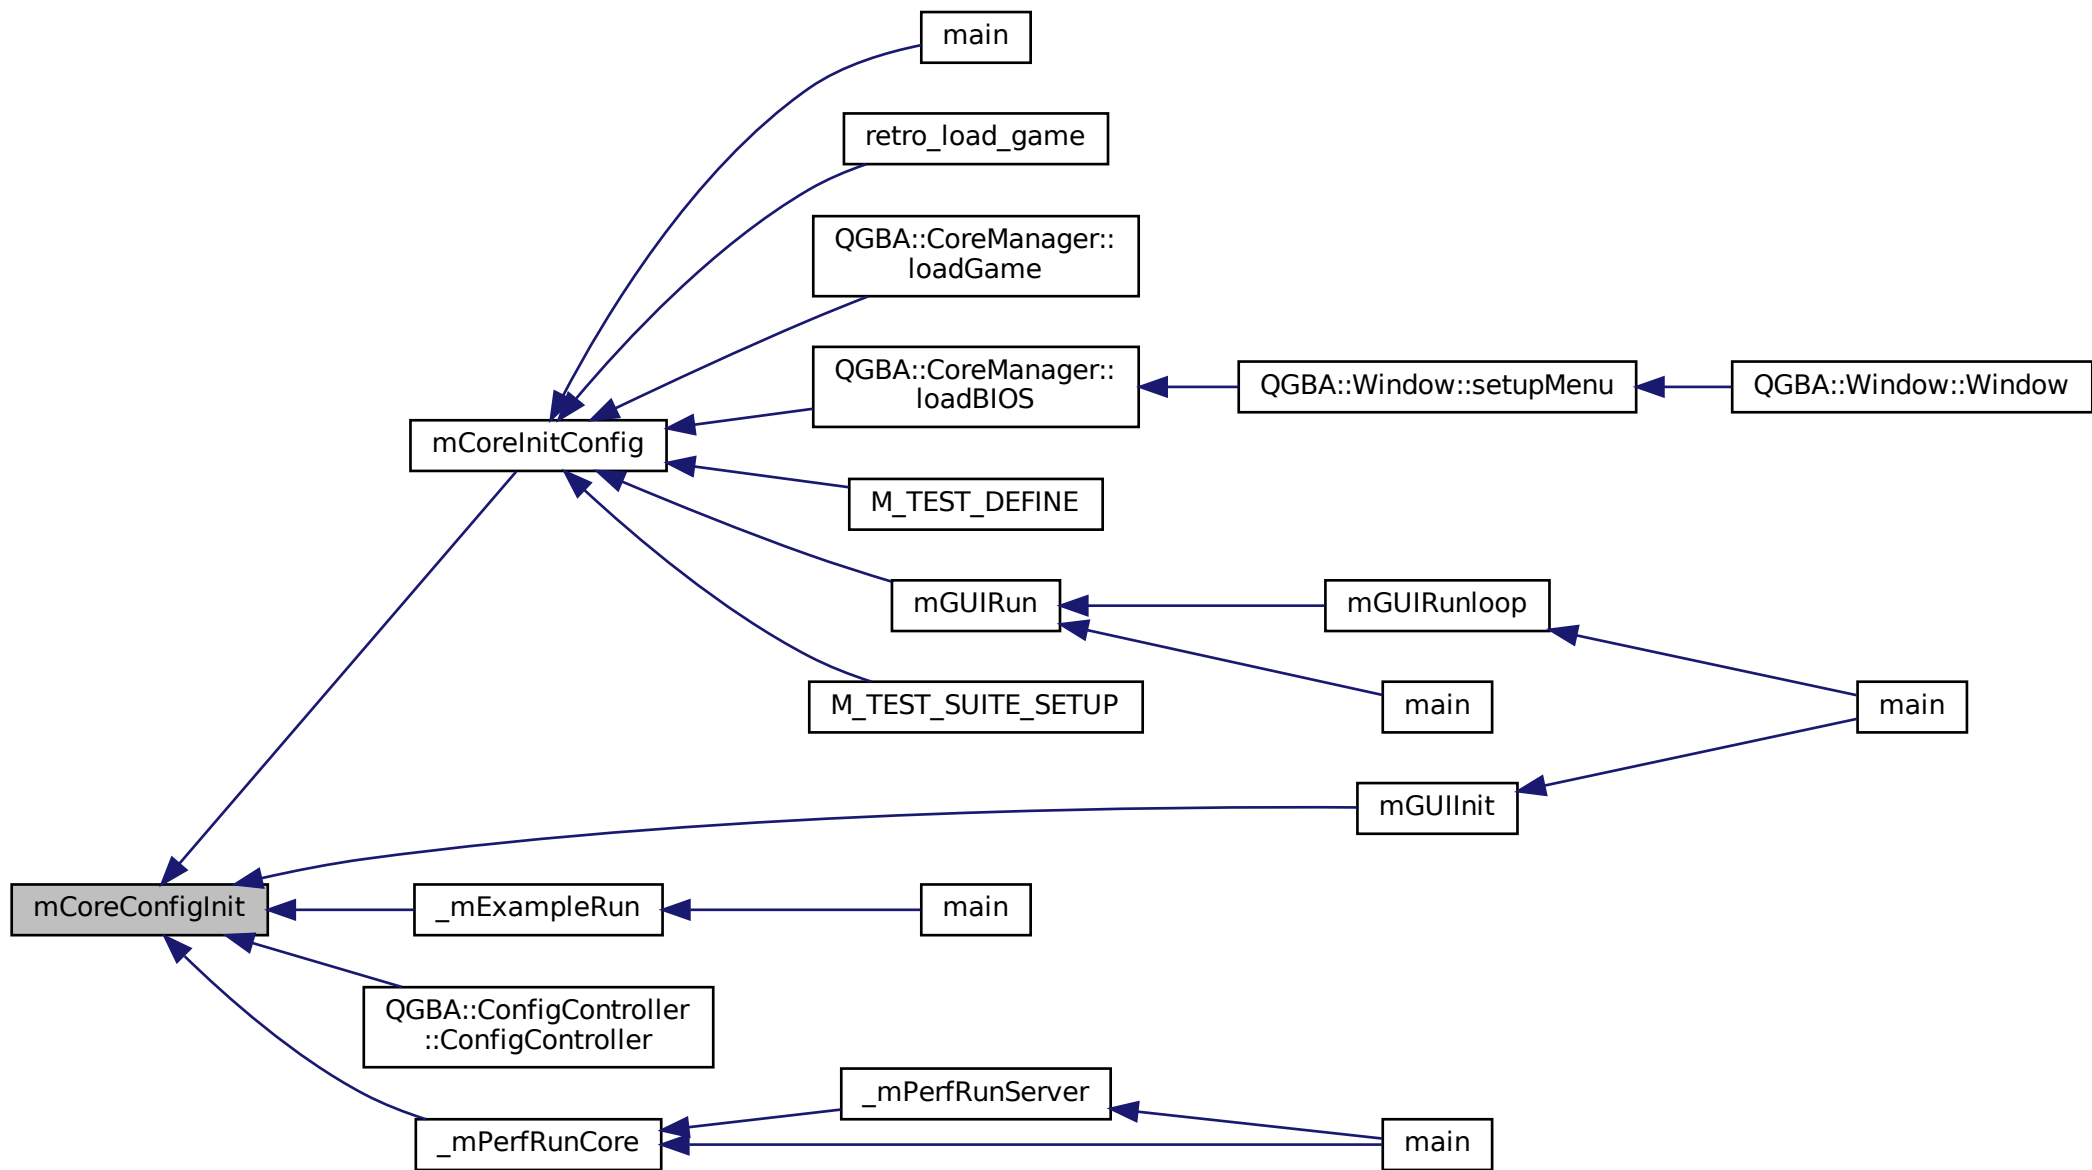 main
retro_load_game
QGBA::CoreManager::
loadGame
QGBA::CoreManager::
loadBIOS
QGBA::Window::setupMenu
QGBA::Window::Window
mCoreInitConfig
M_TEST_DEFINE
mGUIRun
mGUIRunloop
M_TEST_SUITE_SETUP
main
main
mGUIInit
mCoreConfigInit
_mExampleRun
main
QGBA::ConfigController
::ConfigController
_mPerfRunServer
_mPerfRunCore
main